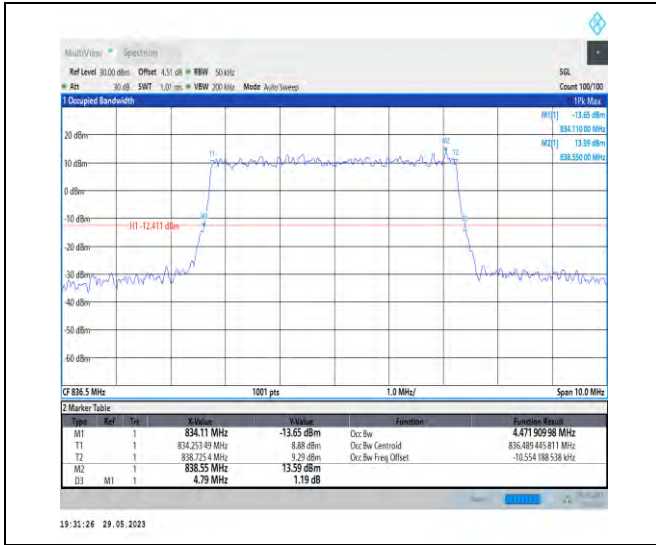 MultiView Spectrum
Ref Level 30.00 dBm Offset 4.51 dB RBW 50 kHz SGL
Att 30 dB SWT 1.01 ms VBW 200 kHz Mode Auto Sweep Count 100/100
1 Occupied Bandwidth 1Pk Max
M1[1] -13.65 dBm
834.110 00 MHz
M2[1] 13.59 dBm
838.550 00 MHz
20 dBm
M2
T1 T2
10 dBm
0 dBm
-10 dBm
M1
H1 -12.411 dBm
-20 dBm
-30 dBm
-40 dBm
-50 dBm
-60 dBm
CF 836.5 MHz 1001 pts 1.0 MHz/ Span 10.0 MHz
2 Marker Table
Type Ref Trc X-Value Y-Value Function Function Result
M1 1 834.11 MHz -13.65 dBm Occ Bw 4.471 909 98 MHz
T1 1 834.253 49 MHz 8.88 dBm Occ Bw Centroid 836.489 445 811 MHz
T2 1 838.725 4 MHz 9.29 dBm Occ Bw Freq Offset -10.554 188 538 kHz
M2 1 838.55 MHz 13.59 dBm
D3 M1 1 4.79 MHz 1.19 dB
19:31:26 29.05.2023